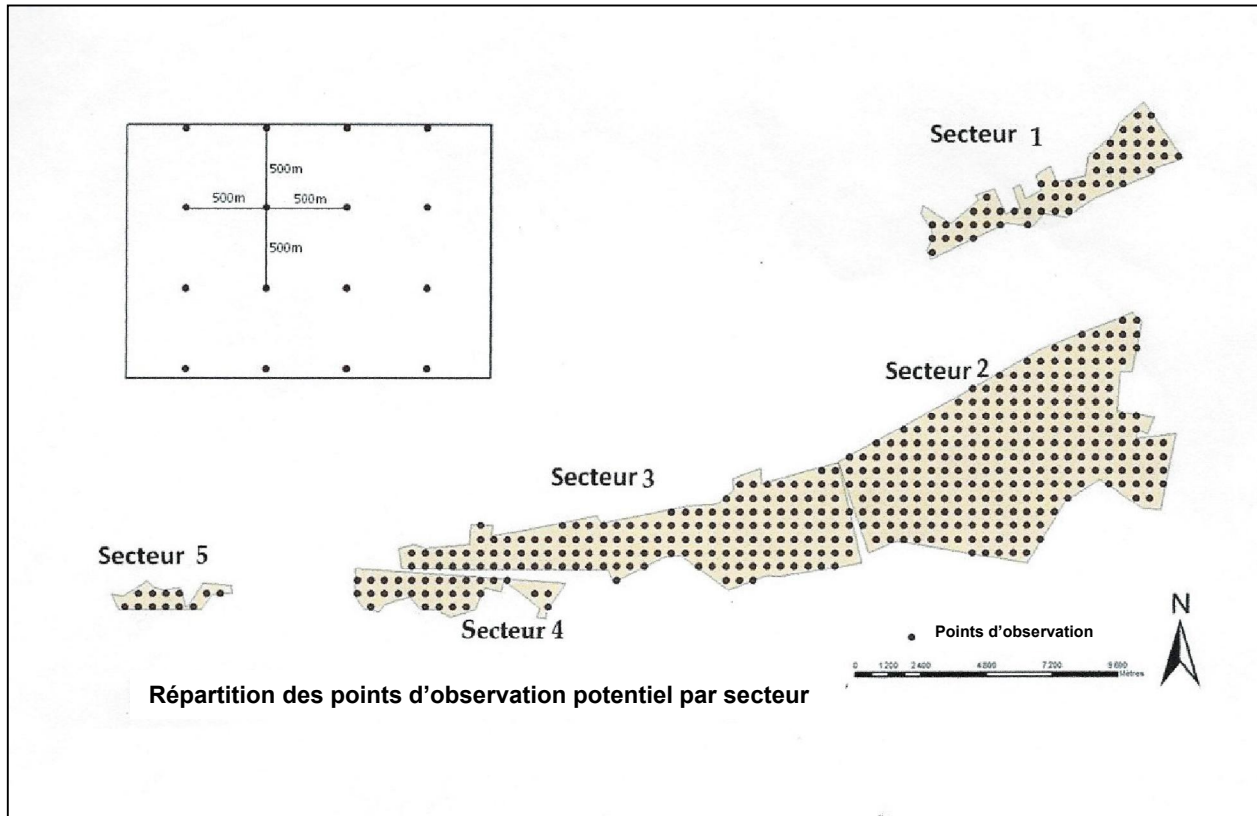 Secteur 1
500m
500m 500m
500m
Secteur 2
Secteur 3
Secteur 5
Secteur 4
N
Points d'observation
0 1 200 2 400 4 800 7 200 9 600
Mètres
Répartition des points d'observation potentiel par secteur